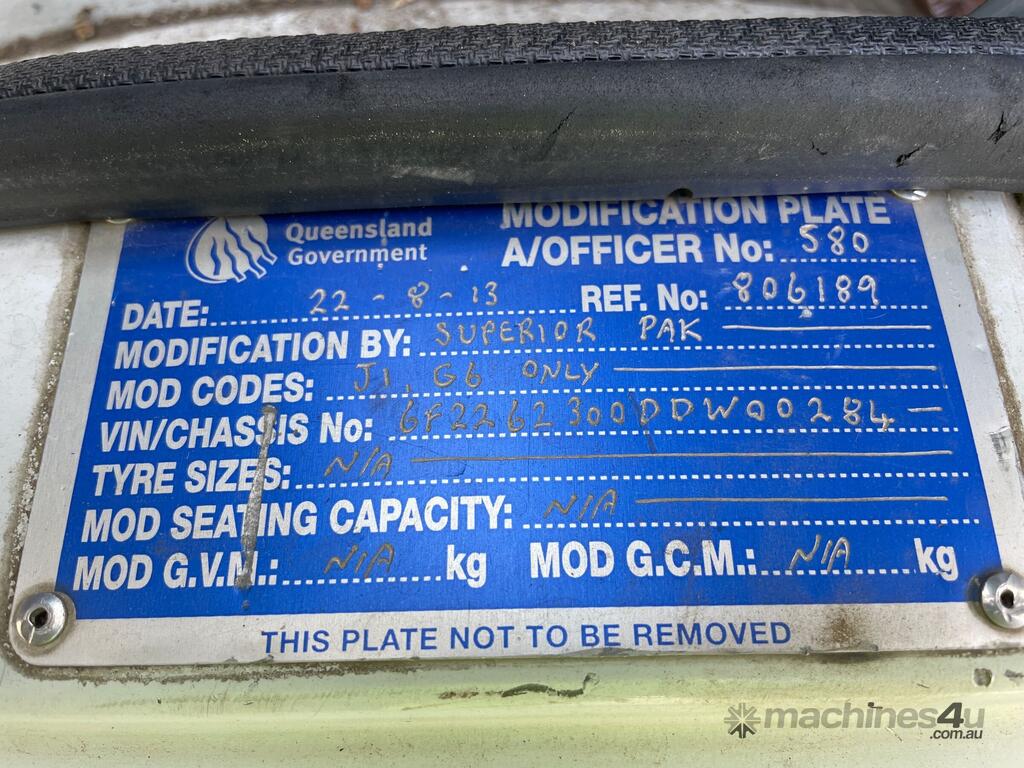 Queensland
Government
MODIFICATION PLATE
A/OFFICER No: 580
DATE: 22 - 8 - 13 REF. No: 806189
MODIFICATION BY: SUPERIOR PAK
MOD CODES: J1, G6 ONLY
VIN/CHASSIS No: 6F2262300DDW00284
TYRE SIZES: N/A
MOD SEATING CAPACITY: N/A
MOD G.V.M.: N/A kg MOD G.C.M.: N/A kg
THIS PLATE NOT TO BE REMOVED
machines4u
.com.au